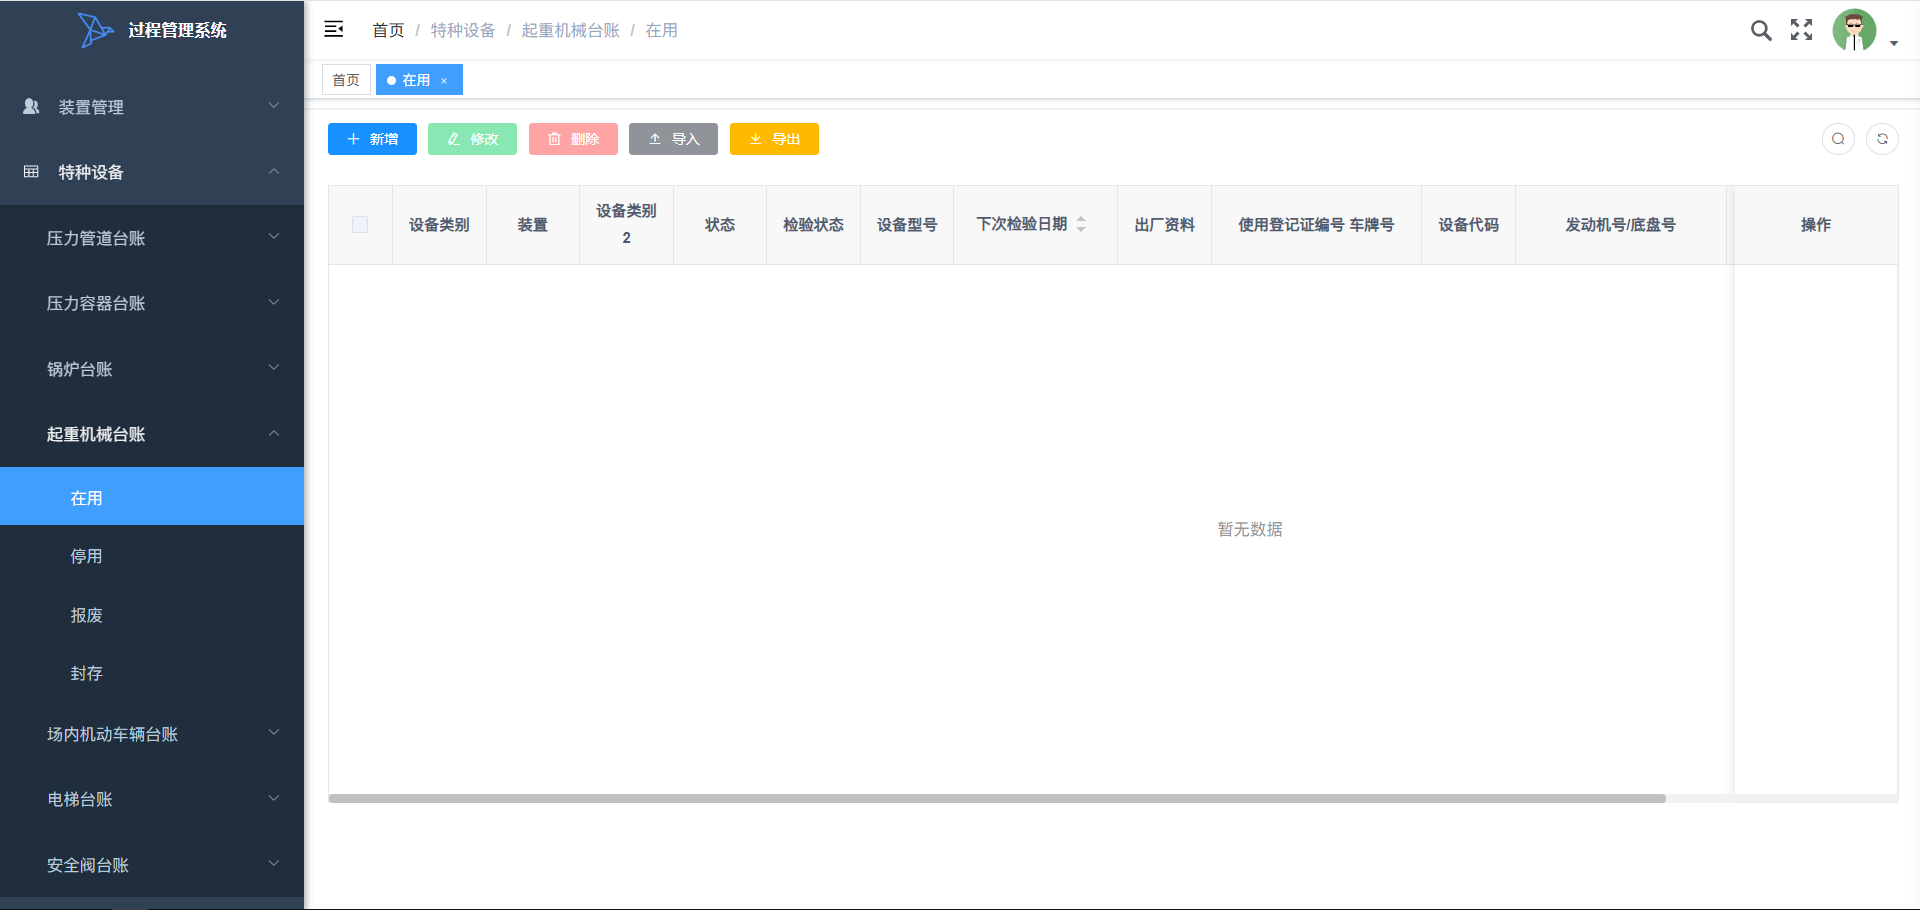 过程管理系统
首页 / 特种设备 / 起重机械台账 / 在用
首页
在用 ×
装置管理
特种设备
压力管道台账
压力容器台账
锅炉台账
起重机械台账
在用
停用
报废
封存
场内机动车辆台账
电梯台账
安全阀台账
新增 修改 删除 导入 导出
设备类别 装置 设备类别2 状态 检验状态 设备型号 下次检验日期 出厂资料 使用登记证编号 车牌号 设备代码 发动机号/底盘号 操作
暂无数据